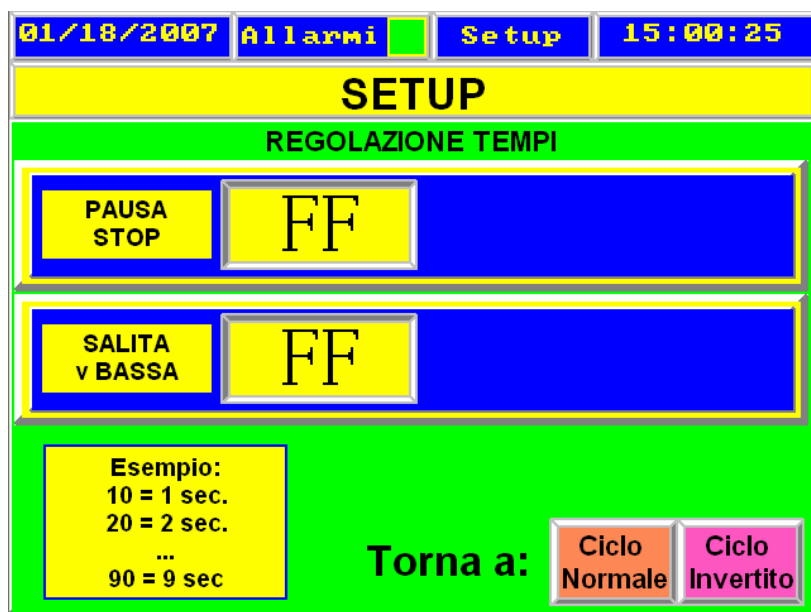 01/18/2007 Allarmi Setup 15:00:25
SETUP
REGOLAZIONE TEMPI
PAUSA
STOP
FF
SALITA
v BASSA
FF
Esempio:
10 = 1 sec.
20 = 2 sec.
...
90 = 9 sec
Torna a:
Ciclo
Normale
Ciclo
Invertito